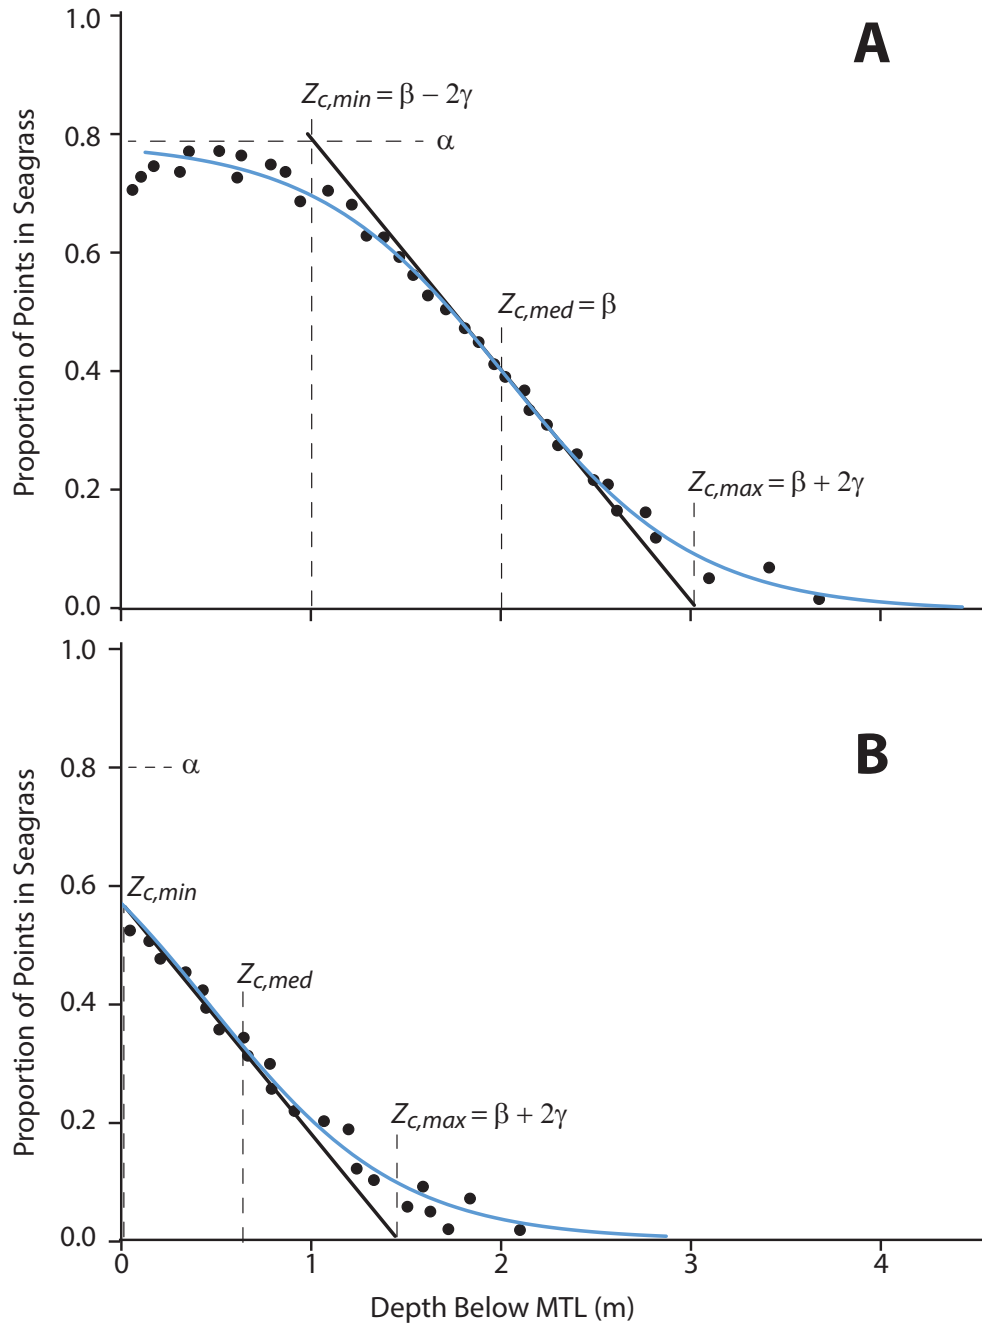 A
Proportion of Points in Seagrass
1.0
0.8
0.6
0.4
0.2
0.0
Zc,min = β − 2γ
α
Zc,med = β
Zc,max = β + 2γ
B
Proportion of Points in Seagrass
1.0
0.8
0.6
0.4
0.2
0.0
α
Zc,min
Zc,med
Zc,max = β + 2γ
0 1 2 3 4
Depth Below MTL (m)